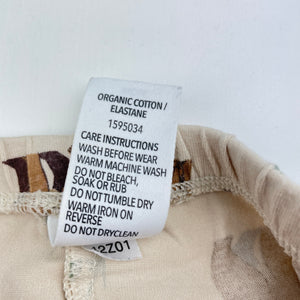 ORGANIC COTTON /
ELASTANE
1595034
CARE INSTRUCTIONS
WASH BEFORE WEAR
WARM MACHINE WASH
DO NOT BLEACH,
SOAK OR RUB
DO NOT TUMBLE DRY
WARM IRON ON
REVERSE
DO NOT DRYCLEAN